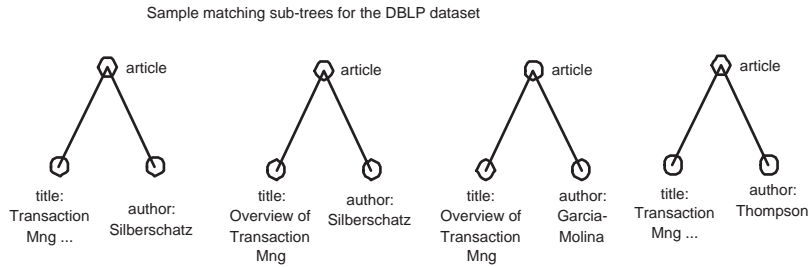 Sample matching sub-trees for the DBLP dataset
article
title:
Transaction
Mng ...
author:
Silberschatz
article
title:
Overview of
Transaction
Mng
author:
Silberschatz
article
title:
Overview of
Transaction
Mng
author:
Garcia-
Molina
article
title:
Transaction
Mng ...
author:
Thompson